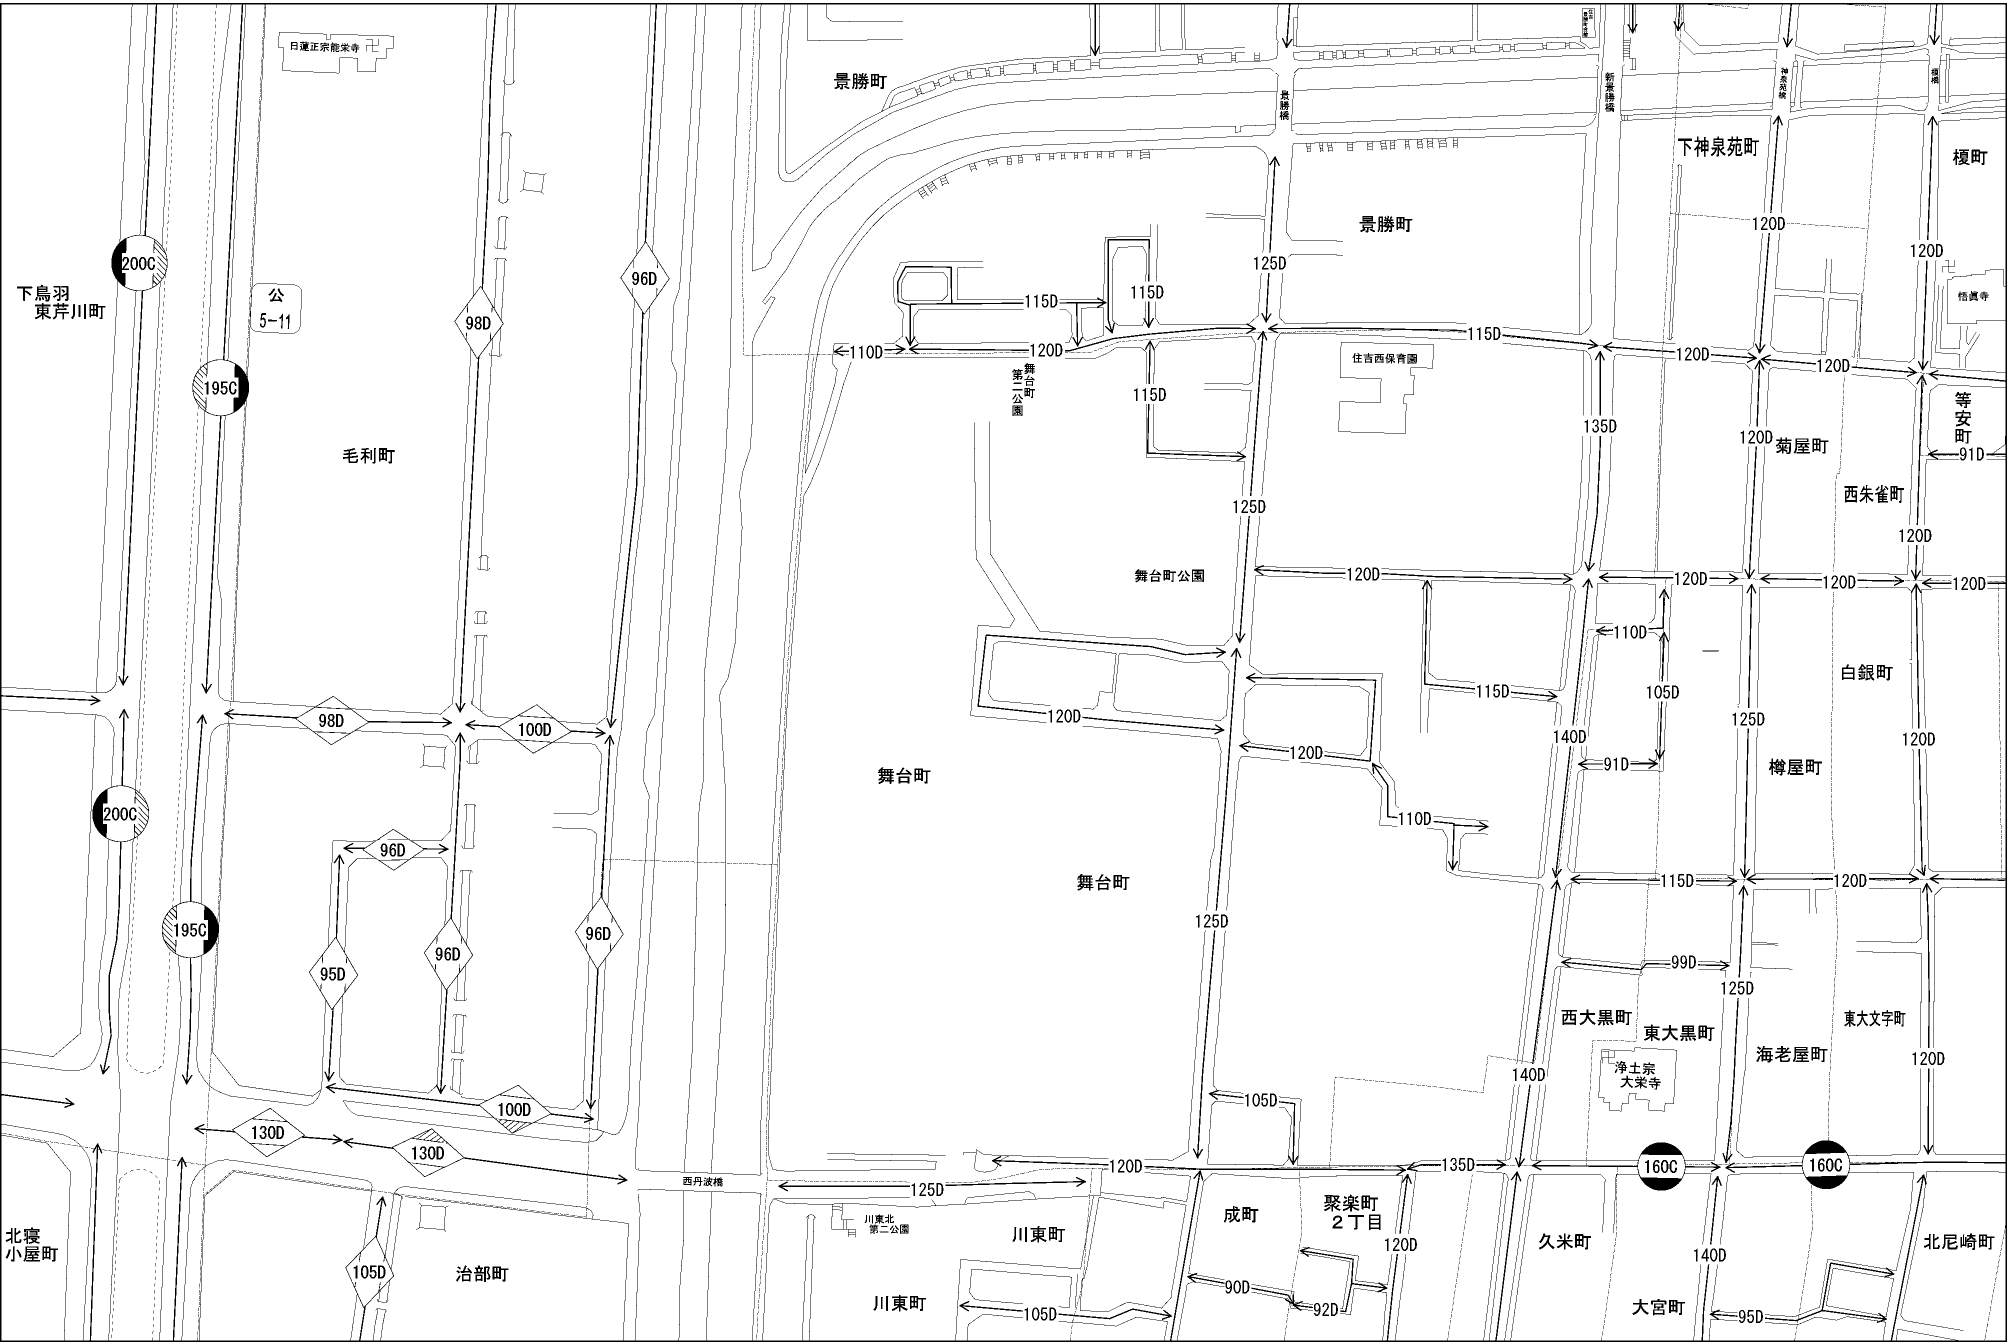 日蓮正宗能栄寺
景勝町
景勝橋
新景勝橋
神泉苑橋
榎橋
下神泉苑町
榎町
景勝町
120D
120D
200C
125D
96D
下鳥羽
東芹川町
公
5-11
115D
115D
悟眞寺
98D
115D
110D
120D
120D
120D
住吉西保育園
舞台町
第二公園
195C
115D
135D
等安町
120D
菊屋町
毛利町
91D
西朱雀町
125D
120D
舞台町公園
120D
120D
120D
120D
110D
白銀町
115D
105D
98D
100D
120D
125D
140D
120D
120D
91D
樽屋町
舞台町
200C
110D
96D
舞台町
115D
120D
195C
96D
125D
96D
99D
95D
125D
西大黒町
東大黒町
東大文字町
海老屋町
120D
浄土宗
大栄寺
140D
100D
105D
130D
130D
120D
135D
160C
160C
西丹波橋
125D
川東北
第二公園
成町
聚楽町
2丁目
川東町
北寝
小屋町
120D
久米町
北尼崎町
140D
105D
治部町
90D
川東町
92D
大宮町
105D
95D